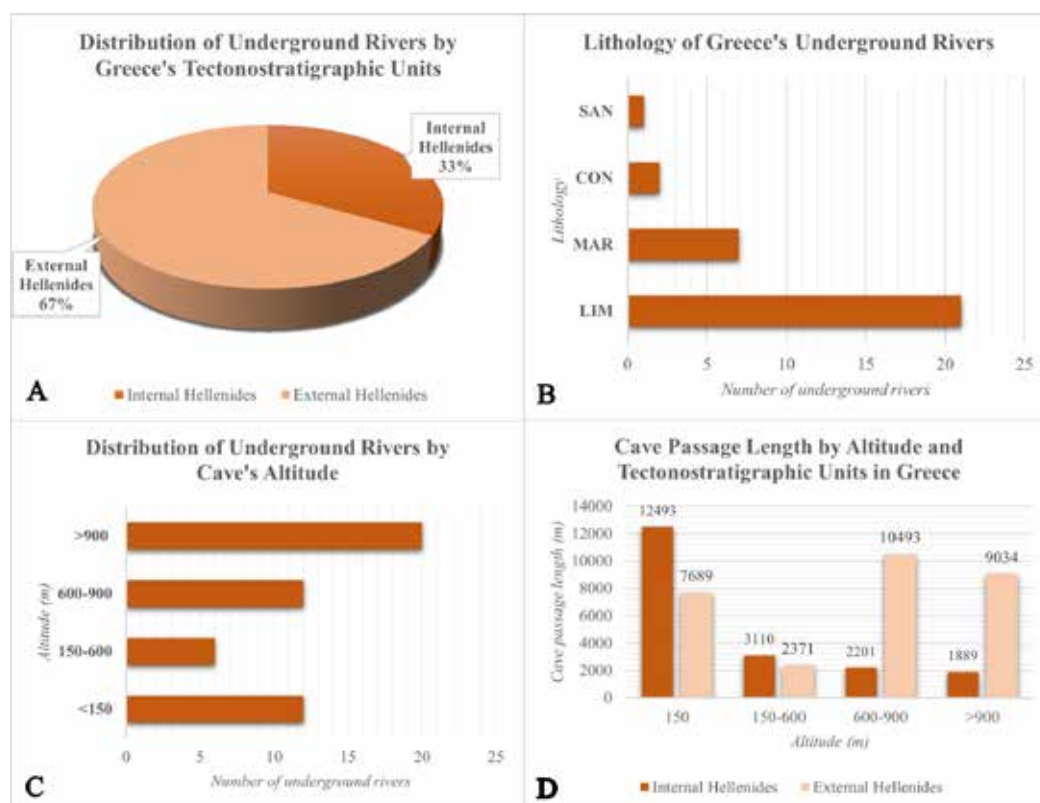 Distribution of Underground Rivers by
Greece's Tectonostratigraphic Units
Internal
Hellenides
33%
External
Hellenides
67%
A
Internal Hellenides
External Hellenides
Lithology of Greece's Underground Rivers
SAN
CON
MAR
LIM
Lithology
0 5 10 15 20 25
Number of underground rivers
B
Distribution of Underground Rivers by
Cave's Altitude
>900
600-900
150-600
<150
Altitude (m)
0 5 10 15 20 25
Number of underground rivers
C
Cave Passage Length by Altitude and
Tectonostratigraphic Units in Greece
14000
12000
10000
8000
6000
4000
2000
0
Cave passage length (m)
12493
7689
3110
2371
2201
10493
1889
9034
150 150-600 600-900 >900
Altitude (m)
D
Internal Hellenides
External Hellenides